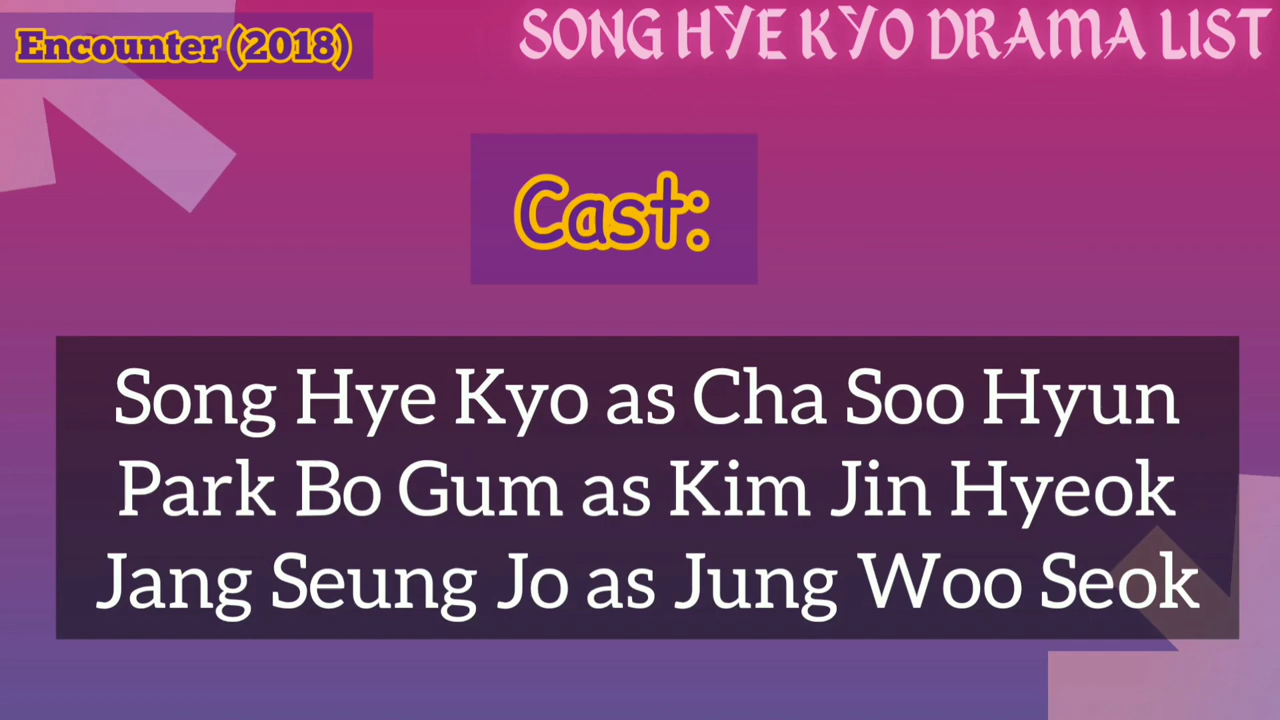 Encounter (2018)
SONG HYE KYO DRAMA LIST
Cast:
Song Hye Kyo as Cha Soo Hyun
Park Bo Gum as Kim Jin Hyeok
Jang Seung Jo as Jung Woo Seok